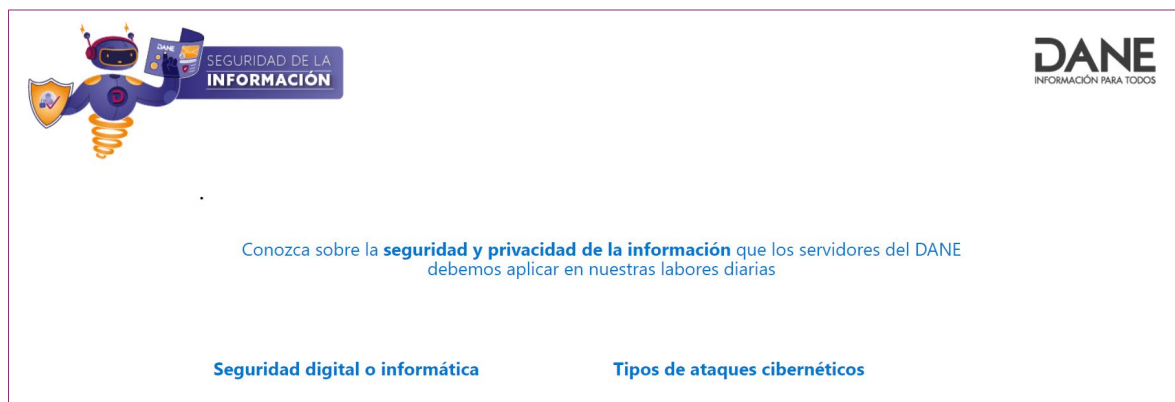 DANE
SEGURIDAD DE LA
INFORMACIÓN
DANE
INFORMACIÓN PARA TODOS
.
Conozca sobre la seguridad y privacidad de la información que los servidores del DANE
debemos aplicar en nuestras labores diarias
Seguridad digital o informática
Tipos de ataques cibernéticos